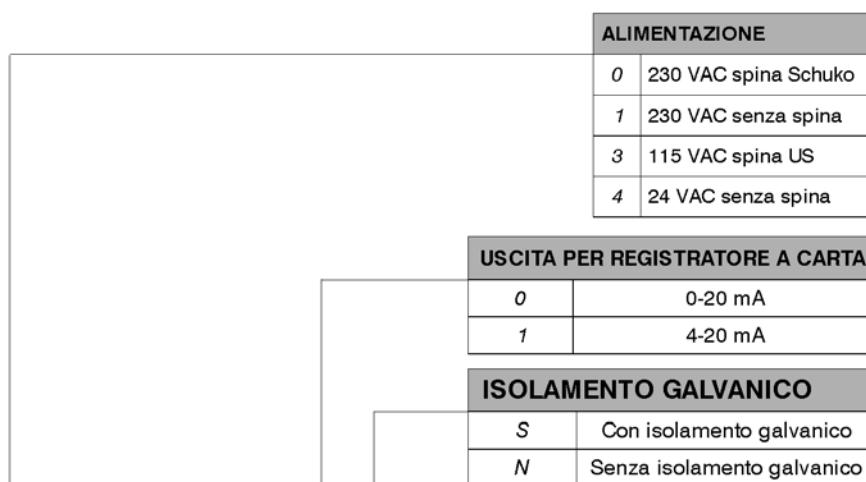 ALIMENTAZIONE
0 230 VAC spina Schuko
1 230 VAC senza spina
3 115 VAC spina US
4 24 VAC senza spina
USCITA PER REGISTRATORE A CARTA
0 0-20 mA
1 4-20 mA
ISOLAMENTO GALVANICO
S Con isolamento galvanico
N Senza isolamento galvanico